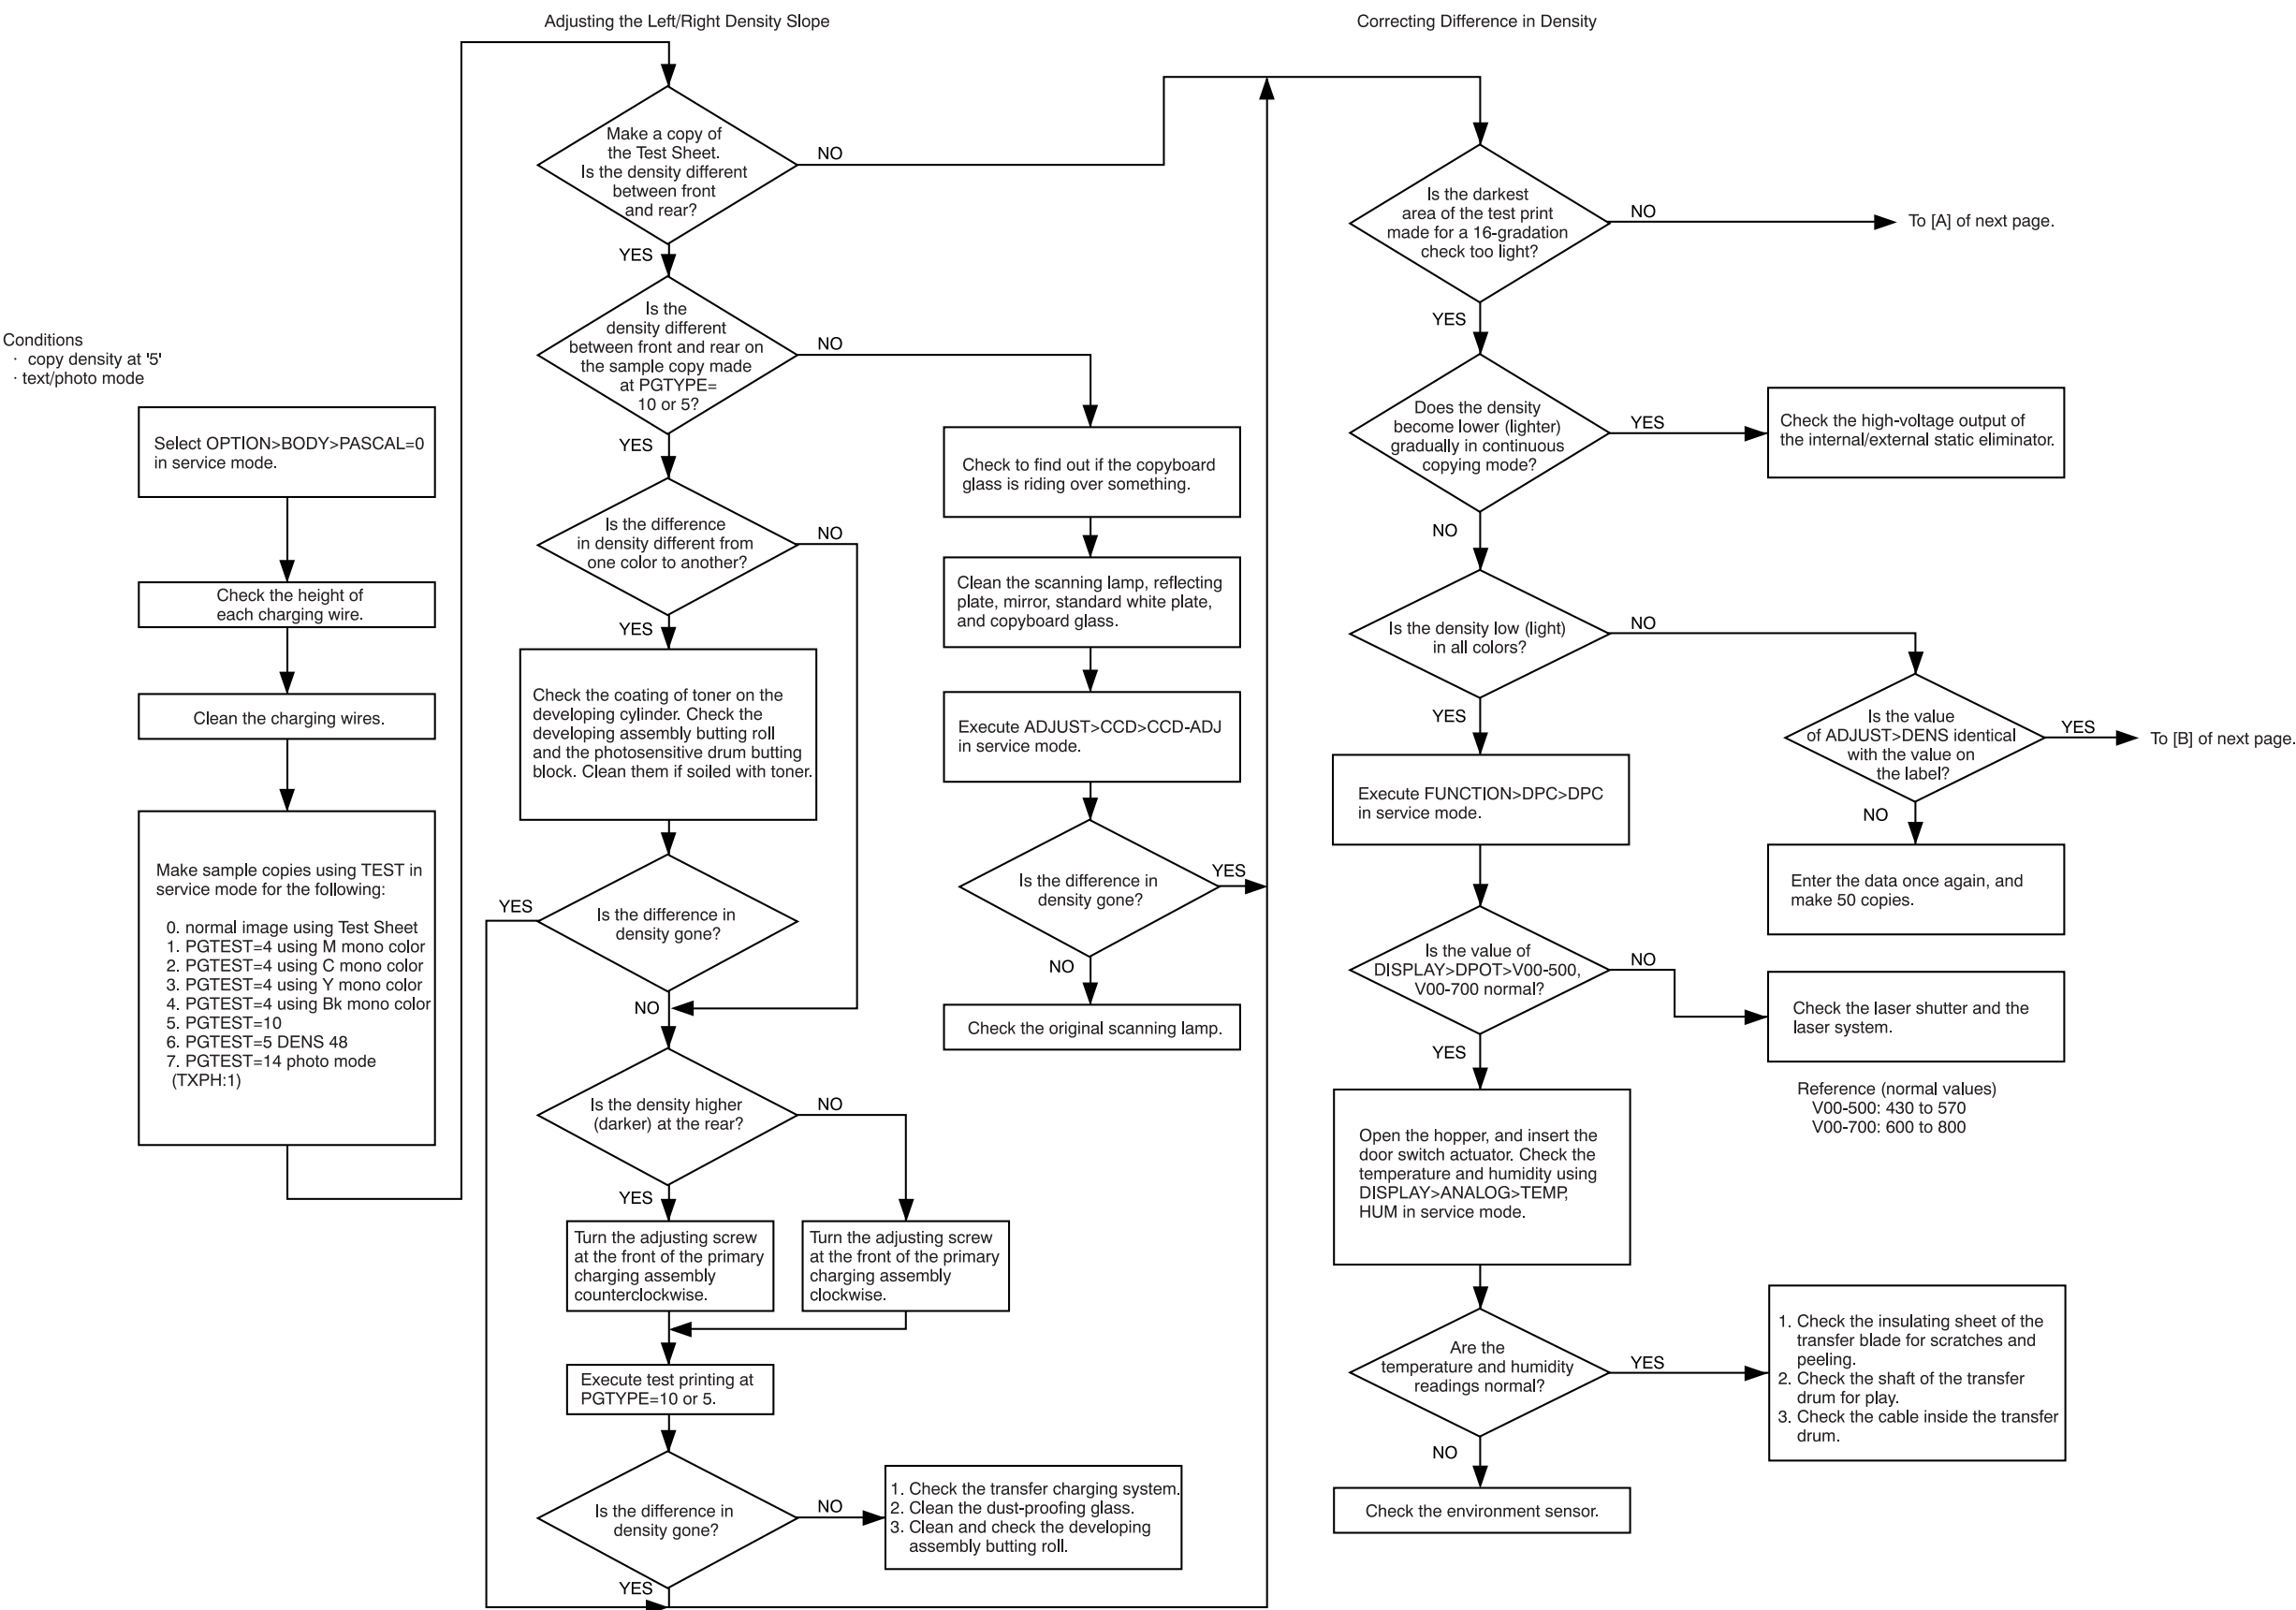 Adjusting the Left/Right Density Slope
Correcting Difference in Density
Conditions
· copy density at '5'
· text/photo mode
Select OPTION>BODY>PASCAL=0
in service mode.
Check the height of
each charging wire.
Clean the charging wires.
Make sample copies using TEST in
service mode for the following:
0. normal image using Test Sheet
1. PGTEST=4 using M mono color
2. PGTEST=4 using C mono color
3. PGTEST=4 using Y mono color
4. PGTEST=4 using Bk mono color
5. PGTEST=10
6. PGTEST=5 DENS 48
7. PGTEST=14 photo mode
(TXPH:1)
Make a copy of
the Test Sheet.
Is the density different
between front
and rear?
NO
YES
Is the
density different
between front and rear on
the sample copy made
at PGTYPE=
10 or 5?
NO
YES
Is the difference
in density different from
one color to another?
NO
YES
Check the coating of toner on the
developing cylinder. Check the
developing assembly butting roll
and the photosensitive drum butting
block. Clean them if soiled with toner.
YES
Is the difference in
density gone?
NO
Is the density higher
(darker) at the rear?
NO
YES
Turn the adjusting screw
at the front of the primary
charging assembly
counterclockwise.
Turn the adjusting screw
at the front of the primary
charging assembly
clockwise.
Execute test printing at
PGTYPE=10 or 5.
Is the difference in
density gone?
NO
YES
1. Check the transfer charging system.
2. Clean the dust-proofing glass.
3. Clean and check the developing
assembly butting roll.
Check to find out if the copyboard
glass is riding over something.
Clean the scanning lamp, reflecting
plate, mirror, standard white plate,
and copyboard glass.
Execute ADJUST>CCD>CCD-ADJ
in service mode.
Is the difference in
density gone?
YES
NO
Check the original scanning lamp.
Is the darkest
area of the test print
made for a 16-gradation
check too light?
NO
To [A] of next page.
YES
Does the density
become lower (lighter)
gradually in continuous
copying mode?
YES
Check the high-voltage output of
the internal/external static eliminator.
NO
Is the density low (light)
in all colors?
NO
YES
Is the value
of ADJUST>DENS identical
with the value on
the label?
YES
To [B] of next page.
NO
Enter the data once again, and
make 50 copies.
Execute FUNCTION>DPC>DPC
in service mode.
Is the value of
DISPLAY>DPOT>V00-500,
V00-700 normal?
NO
Check the laser shutter and the
laser system.
Reference (normal values)
V00-500: 430 to 570
V00-700: 600 to 800
YES
Open the hopper, and insert the
door switch actuator. Check the
temperature and humidity using
DISPLAY>ANALOG>TEMP,
HUM in service mode.
Are the
temperature and humidity
readings normal?
YES
1. Check the insulating sheet of the
transfer blade for scratches and
peeling.
2. Check the shaft of the transfer
drum for play.
3. Check the cable inside the transfer
drum.
NO
Check the environment sensor.